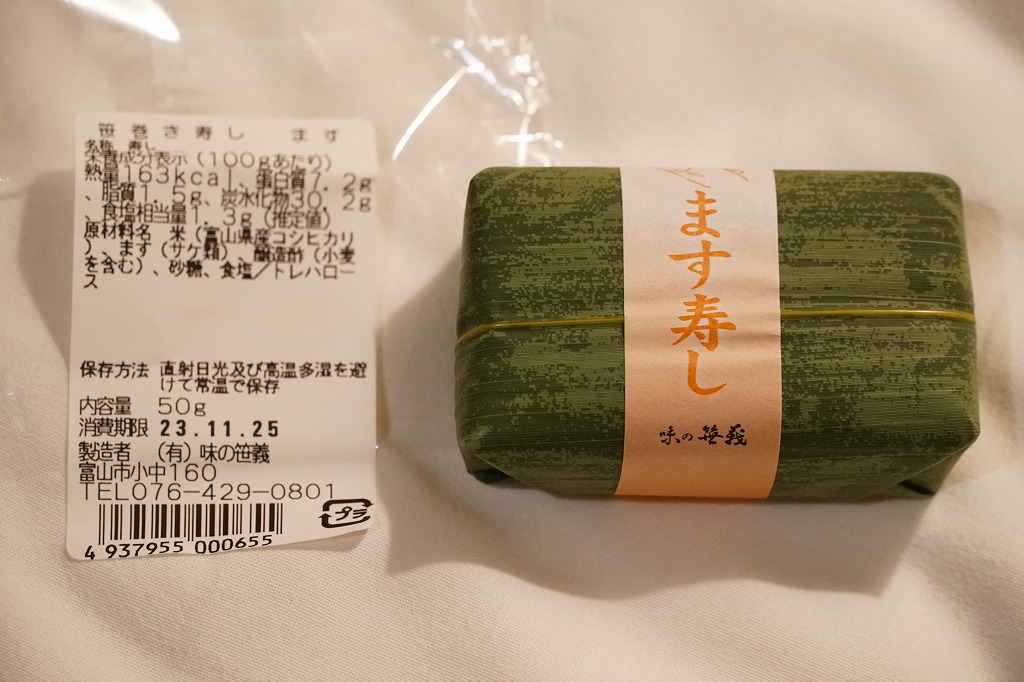 笹巻き寿し ます
名称 寿し
栄養成分表示(100gあたり)
熱量163kcal、蛋白質7.2g
、脂質1.5g、炭水化物30.2g
、食塩相当量1.3g(推定値)
原材料名 米(富山県産コシヒカリ
)、ます(サケ類)、醸造酢(小麦
を含む)、砂糖、食塩/トレハロー
ス
保存方法 直射日光及び高温多湿を避
けて常温で保存
内容量 50g
消費期限 23.11.25
製造者 (有)味の笹義
富山市小中160
TEL076-429-0801
プラ
4 937955 000655
ます寿し
味の笹義